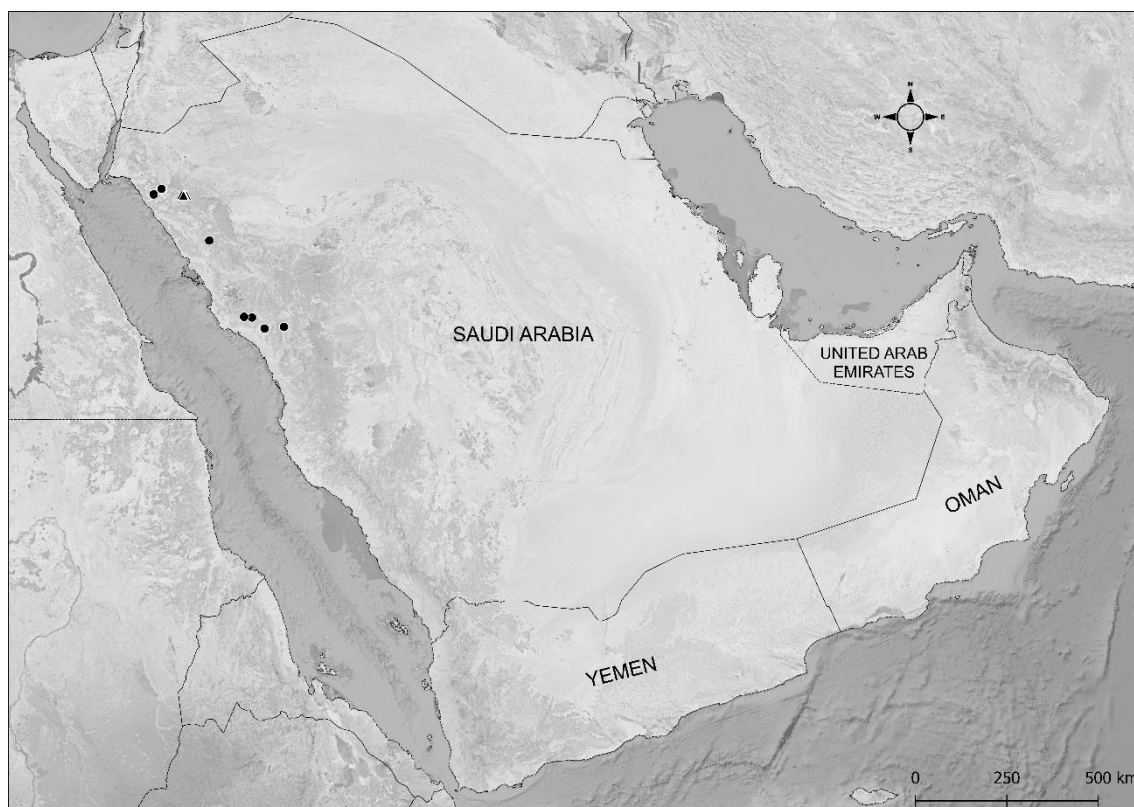 N
W E
S
SAUDI ARABIA
UNITED ARAB
EMIRATES
OMAN
YEMEN
0 250 500 km